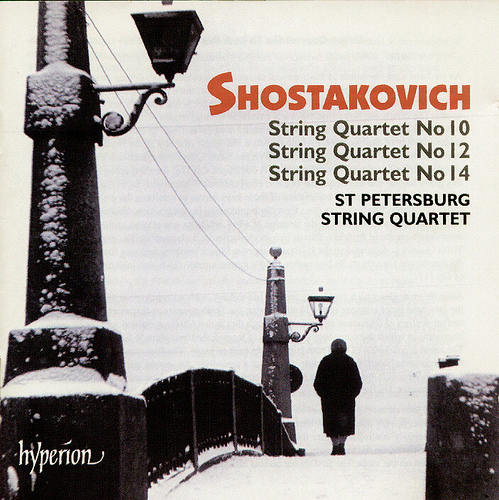 SHOSTAKOVICH
String Quartet No 10
String Quartet No 12
String Quartet No 14
ST PETERSBURG
STRING QUARTET
hyperion